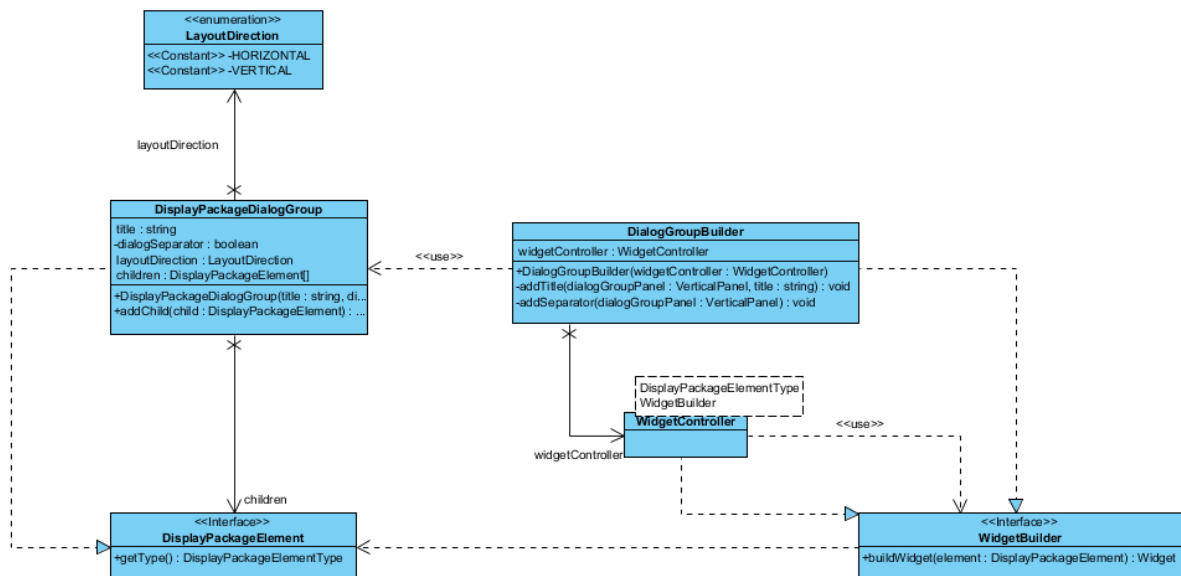 <<enumeration>>
LayoutDirection
<<Constant>> -HORIZONTAL
<<Constant>> -VERTICAL
layoutDirection
DisplayPackageDialogGroup
title : string
-dialogSeparator : boolean
layoutDirection : LayoutDirection
children : DisplayPackageElement[]
+DisplayPackageDialogGroup(title : string, di...
+addChild(child : DisplayPackageElement) : ...
<<use>>
DialogGroupBuilder
widgetController : WidgetController
+DialogGroupBuilder(widgetController : WidgetController)
-addTitle(dialogGroupPanel : VerticalPanel, title : string) : void
-addSeparator(dialogGroupPanel : VerticalPanel) : void
DisplayPackageElementType
WidgetBuilder
WidgetController
<<use>>
widgetController
children
<<Interface>>
DisplayPackageElement
+getType() : DisplayPackageElementType
<<Interface>>
WidgetBuilder
+buildWidget(element : DisplayPackageElement) : Widget